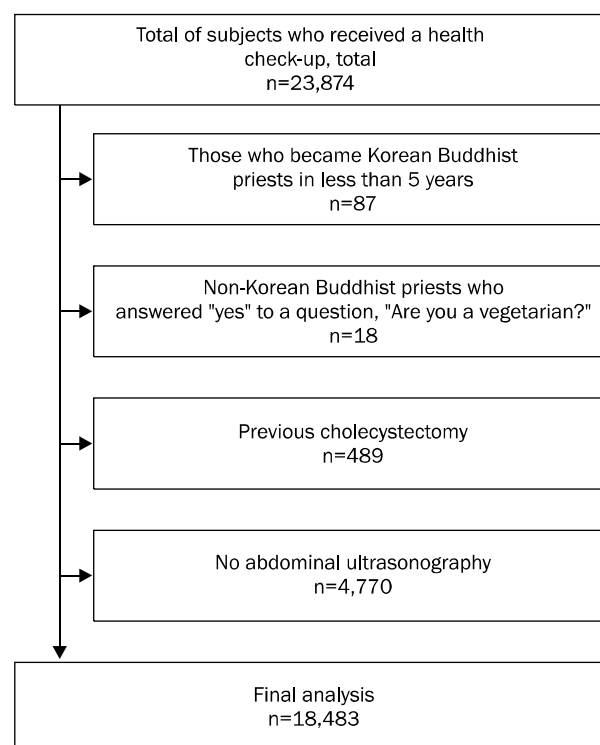 Total of subjects who received a health
check-up, total
n=23,874
Those who became Korean Buddhist
priests in less than 5 years
n=87
Non-Korean Buddhist priests who
answered "yes" to a question, "Are you a vegetarian?"
n=18
Previous cholecystectomy
n=489
No abdominal ultrasonography
n=4,770
Final analysis
n=18,483